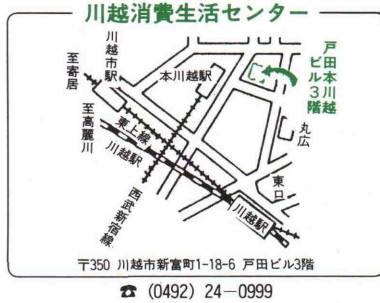 川越消費生活センター
川越市駅
至寄居
本川越駅
戸田本川越
ビル3階
至高麗川
東上線
川越駅
丸広
東口
西武新宿線
川越駅
〒350 川越市新富町1-18-6 戸田ビル3階
☎ (0492) 24-0999